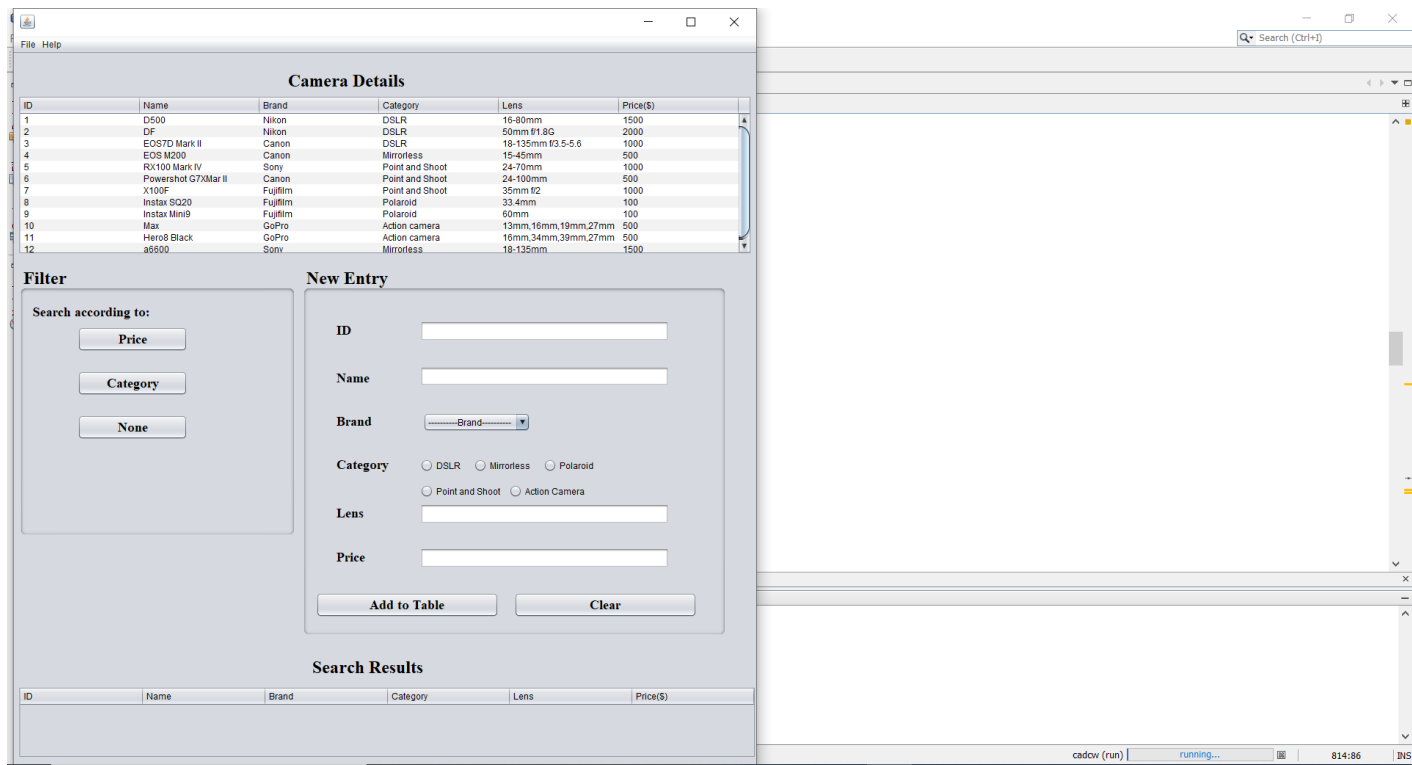 File Help
Search (Ctrl+I)
Camera Details
ID Name Brand Category Lens Price($)
1 D500 Nikon DSLR 16-80mm 1500
2 DF Nikon DSLR 50mm f/1.8G 2000
3 EOS7D Mark II Canon DSLR 18-135mm f/3.5-5.6 1000
4 EOS M200 Canon Mirrorless 15-45mm 500
5 RX100 Mark IV Sony Point and Shoot 24-70mm 1000
6 Powershot G7XMar II Canon Point and Shoot 24-100mm 500
7 X100F Fujifilm Point and Shoot 35mm f/2 1000
8 Instax SQ20 Fujifilm Polaroid 33.4mm 100
9 Instax Mini9 Fujifilm Polaroid 60mm 100
10 Max GoPro Action camera 13mm,16mm,19mm,27mm 500
11 Hero8 Black GoPro Action camera 16mm,34mm,39mm,27mm 500
12 a6600 Sony Mirrorless 18-135mm 1500
Filter
Search according to:
Price
Category
None
New Entry
ID
Name
Brand ----------Brand----------
Category DSLR Mirrorless Polaroid
Point and Shoot Action Camera
Lens
Price
Add to Table Clear
Search Results
ID Name Brand Category Lens Price($)
cadcw (run) running... 814:86 INS